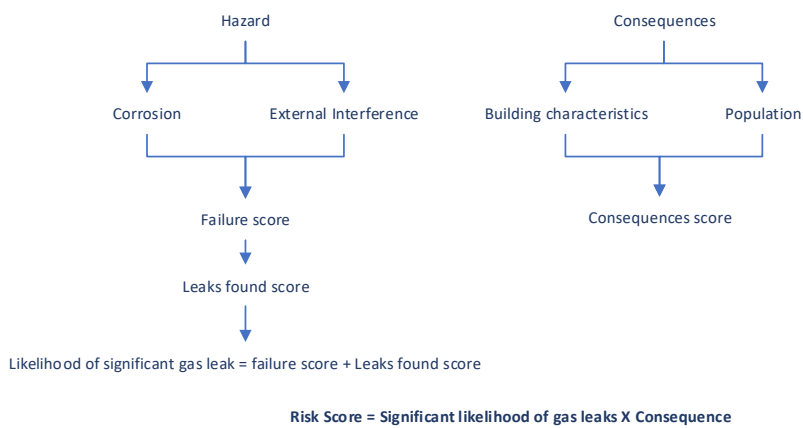 Hazard
Consequences
Corrosion
External Interference
Building characteristics
Population
Failure score
Consequences score
Leaks found score
Likelihood of significant gas leak = failure score + Leaks found score
Risk Score = Significant likelihood of gas leaks X Consequence